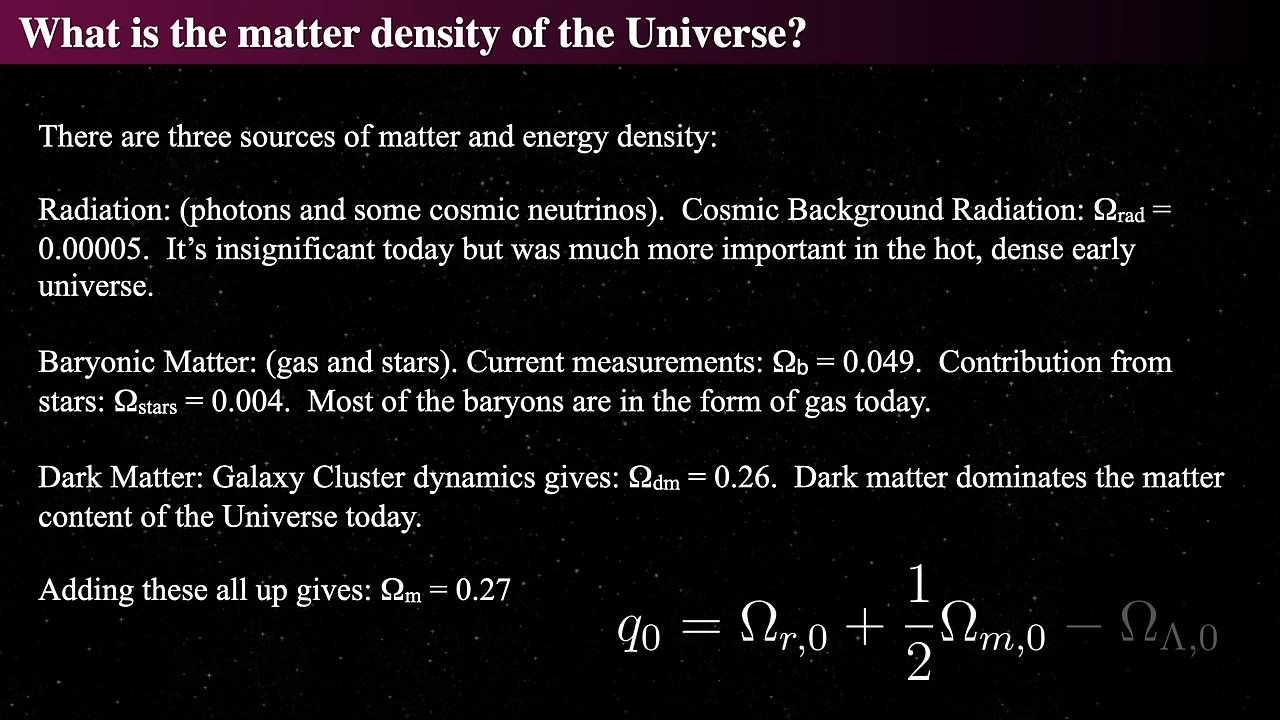 What is the matter density of the Universe?
There are three sources of matter and energy density:
Radiation: (photons and some cosmic neutrinos).  Cosmic Background Radiation: Ωrad =
0.00005.  It’s insignificant today but was much more important in the hot, dense early
universe.
Baryonic Matter: (gas and stars). Current measurements: Ωb = 0.049.  Contribution from
stars: Ωstars = 0.004.  Most of the baryons are in the form of gas today.
Dark Matter: Galaxy Cluster dynamics gives: Ωdm = 0.26.  Dark matter dominates the matter
content of the Universe today.
Adding these all up gives: Ωm = 0.27
q0 = Ωr,0 + 1/2 Ωm,0 − ΩΛ,0